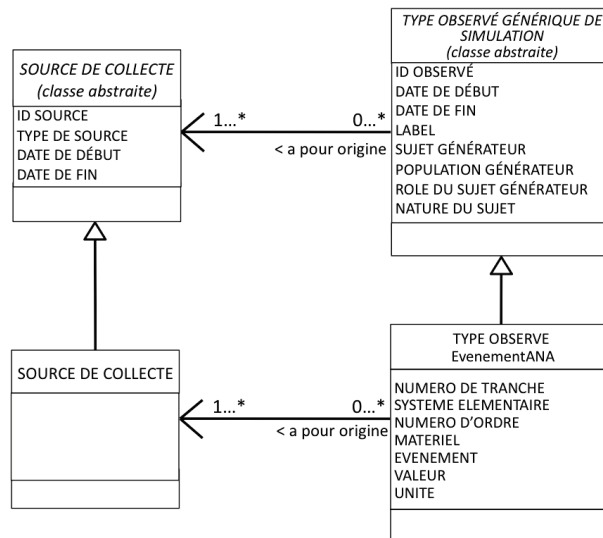 TYPE OBSERVÉ GÉNÉRIQUE DE
SIMULATION
(classe abstraite)
ID OBSERVÉ
DATE DE DÉBUT
DATE DE FIN
LABEL
SUJET GÉNÉRATEUR
POPULATION GÉNÉRATEUR
ROLE DU SUJET GÉNÉRATEUR
NATURE DU SUJET
SOURCE DE COLLECTE
(classe abstraite)
ID SOURCE
TYPE DE SOURCE
DATE DE DÉBUT
DATE DE FIN
1...*
0...*
< a pour origine
SOURCE DE COLLECTE
1...*
0...*
< a pour origine
TYPE OBSERVE
EvenementANA
NUMERO DE TRANCHE
SYSTEME ELEMENTAIRE
NUMERO D'ORDRE
MATERIEL
EVENEMENT
VALEUR
UNITE